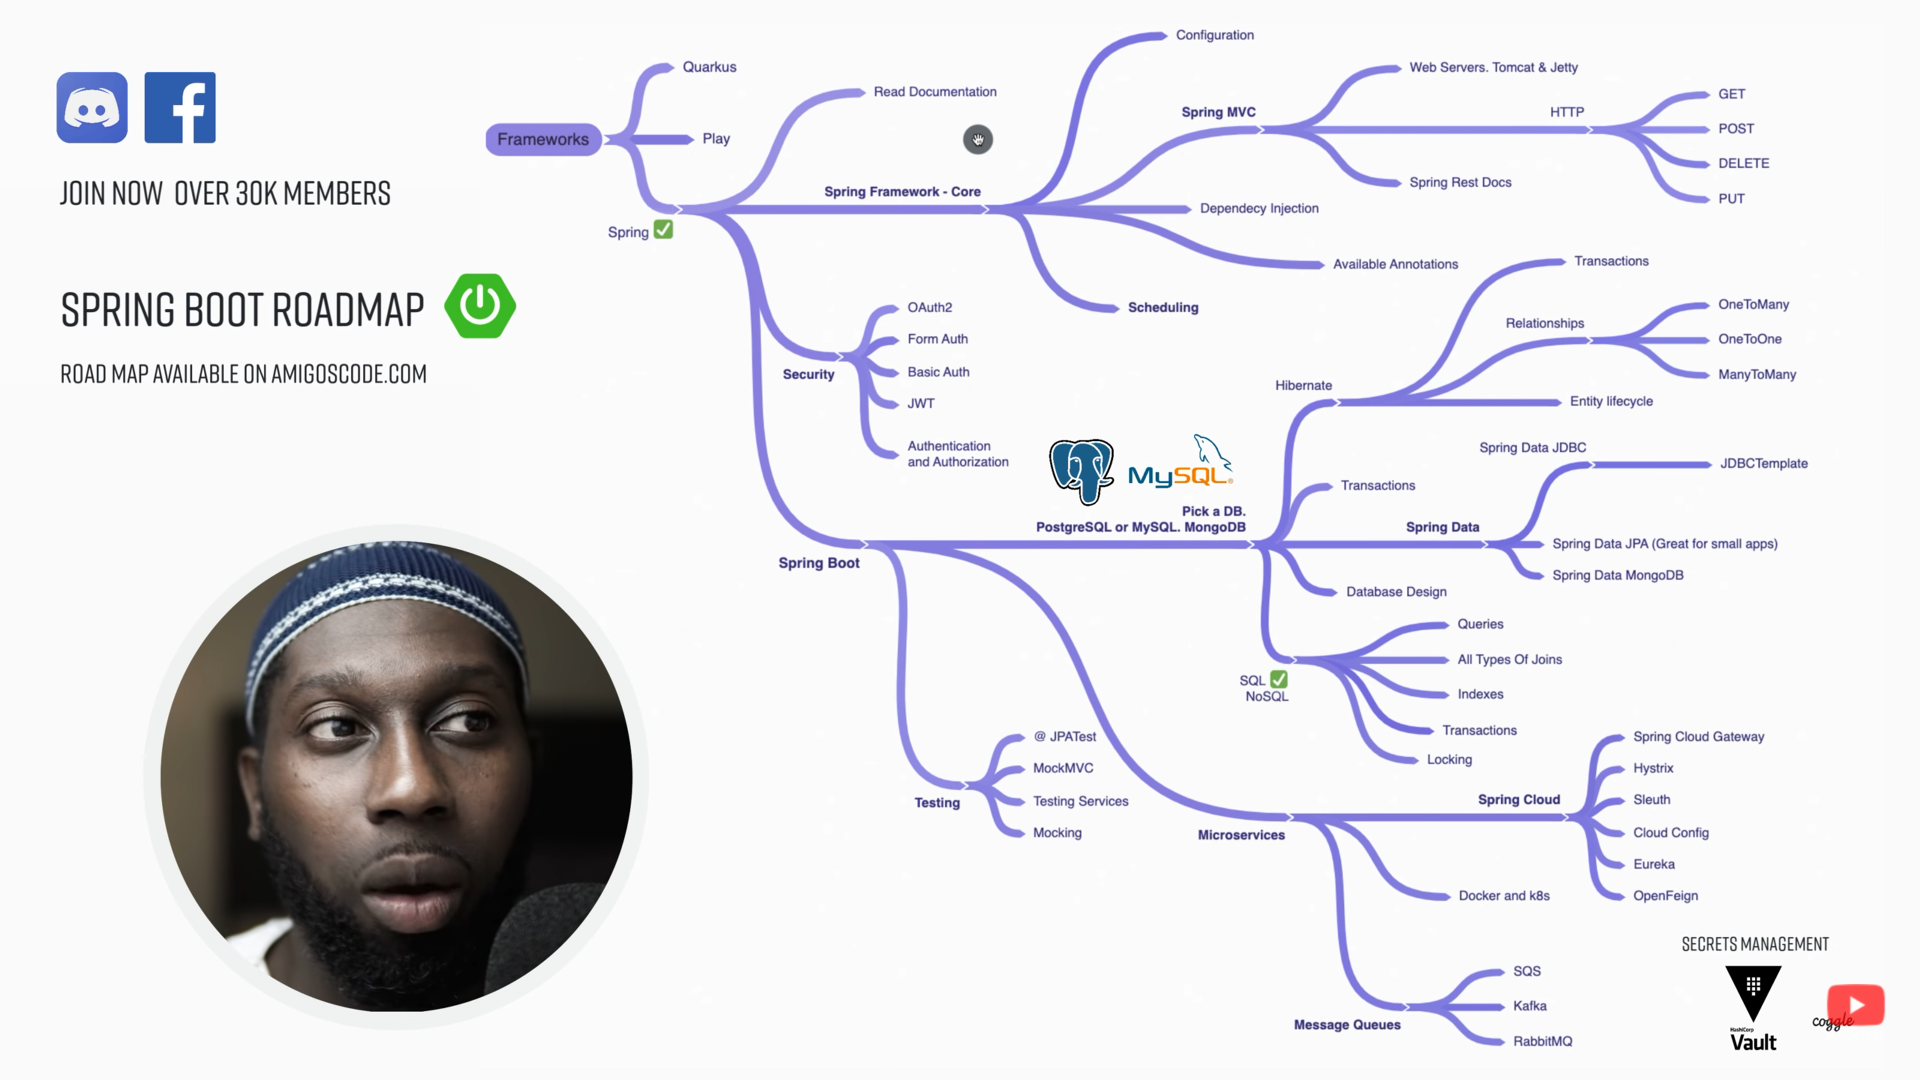 JOIN NOW OVER 30K MEMBERS
SPRING BOOT ROADMAP
ROAD MAP AVAILABLE ON AMIGOSCODE.COM
Frameworks
Quarkus
Play
Spring
Read Documentation
Spring Framework - Core
Configuration
Spring MVC
Web Servers. Tomcat & Jetty
HTTP
GET
POST
DELETE
PUT
Spring Rest Docs
Dependecy Injection
Available Annotations
Scheduling
Security
OAuth2
Form Auth
Basic Auth
JWT
Authentication
and Authorization
Spring Boot
MySQL
Pick a DB.
PostgreSQL or MySQL. MongoDB
Hibernate
Transactions
Relationships
OneToMany
OneToOne
ManyToMany
Entity lifecycle
Transactions
Spring Data
Spring Data JDBC
JDBCTemplate
Spring Data JPA (Great for small apps)
Spring Data MongoDB
Database Design
SQL
NoSQL
Queries
All Types Of Joins
Indexes
Transactions
Locking
Testing
@ JPATest
MockMVC
Testing Services
Mocking
Microservices
Spring Cloud
Spring Cloud Gateway
Hystrix
Sleuth
Cloud Config
Eureka
OpenFeign
Docker and k8s
Message Queues
SQS
Kafka
RabbitMQ
SECRETS MANAGEMENT
HashiCorp
Vault
coggle